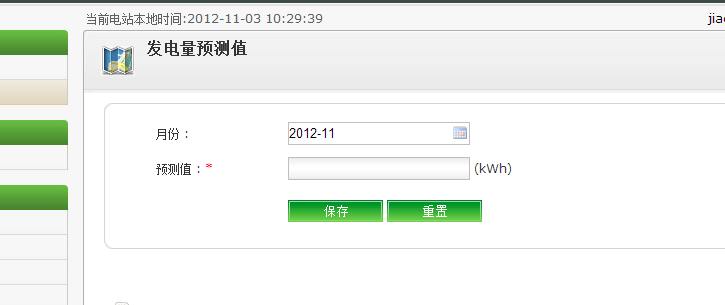 当前电站本地时间:2012-11-03 10:29:39
发电量预测值
月份：
2012-11
预测值：* (kWh)
保存 重置